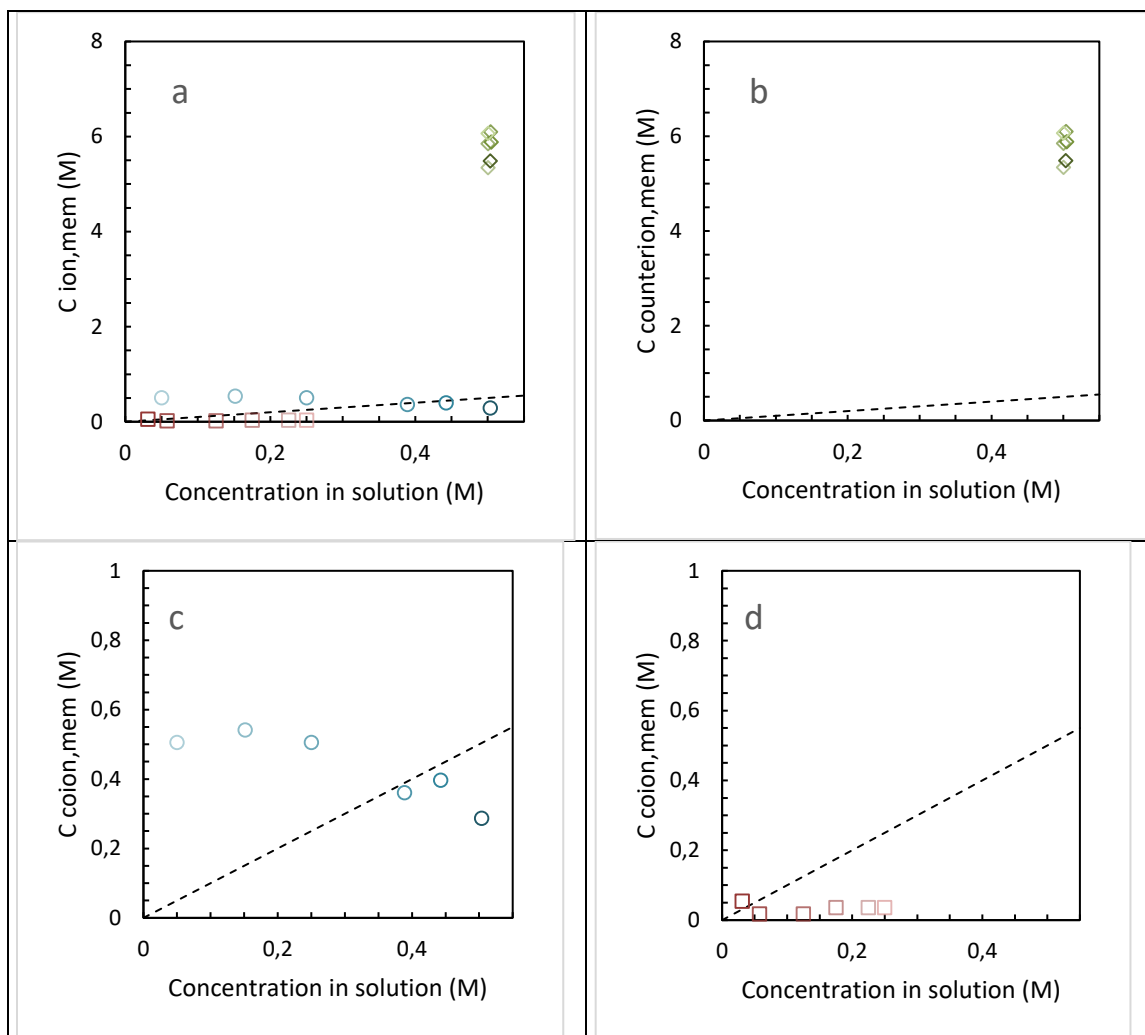 a
C ion,mem (M)
8
6
4
2
0
0 0,2 0,4
Concentration in solution (M)
b
C counterion,mem (M)
8
6
4
2
0
0 0,2 0,4
Concentration in solution (M)
c
C coion,mem (M)
1
0,8
0,6
0,4
0,2
0
0 0,2 0,4
Concentration in solution (M)
d
C coion,mem (M)
1
0,8
0,6
0,4
0,2
0
0 0,2 0,4
Concentration in solution (M)